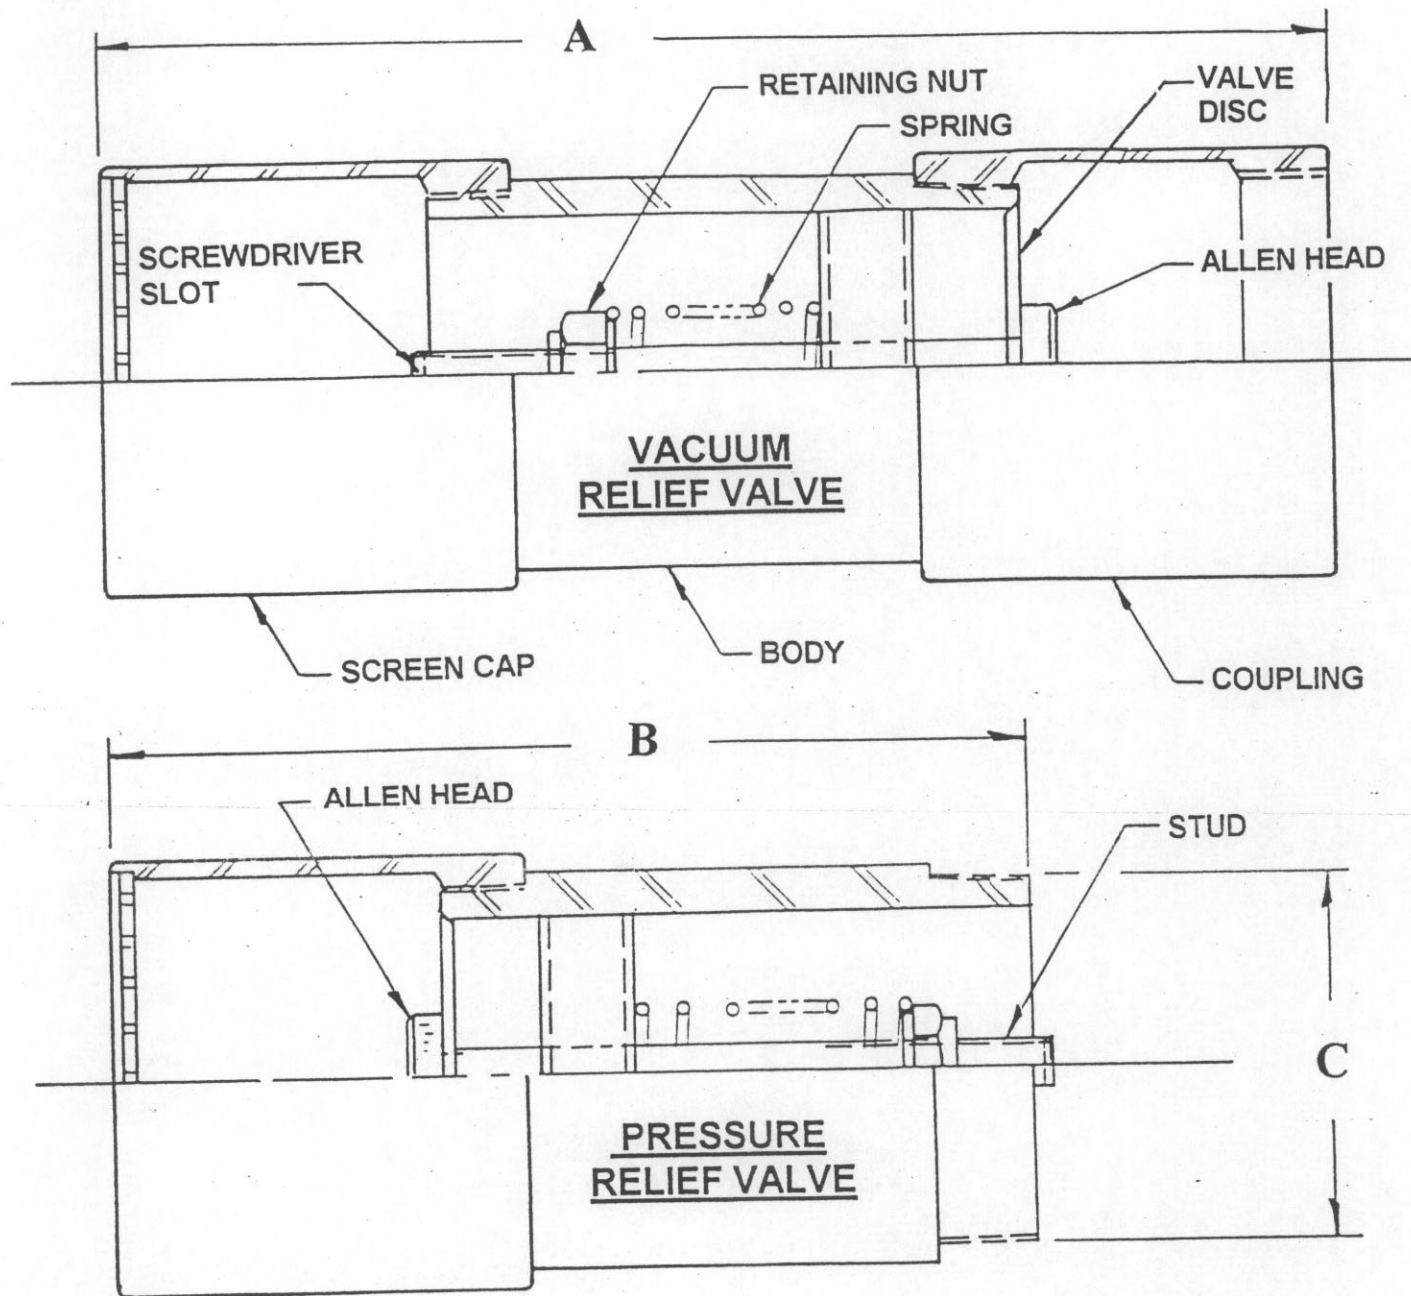 A
RETAINING NUT
VALVE
DISC
SPRING
SCREWDRIVER
SLOT
ALLEN HEAD
VACUUM
RELIEF VALVE
BODY
SCREEN CAP
COUPLING
B
ALLEN HEAD
STUD
C
PRESSURE
RELIEF VALVE